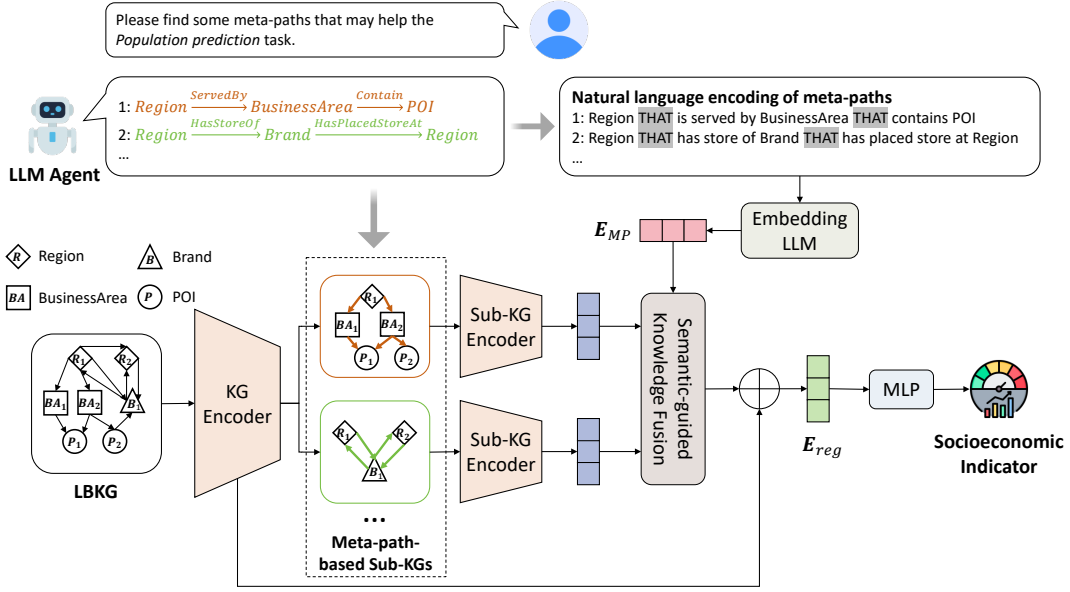 Please find some meta-paths that may help the
Population prediction task.
LLM Agent
1: Region ServedBy BusinessArea Contain POI
2: Region HasStoreOf Brand HasPlacedStoreAt Region
...
Natural language encoding of meta-paths
1: Region THAT is served by BusinessArea THAT contains POI
2: Region THAT has store of Brand THAT has placed store at Region
...
Embedding
LLM
E_MP
R Region
B Brand
BA BusinessArea
P POI
R1
R2
BA1
BA2
B1
P1
P2
LBKG
KG
Encoder
R1
BA1
BA2
P1
P2
R1
R2
B1
...
Meta-path-
based Sub-KGs
Sub-KG
Encoder
Sub-KG
Encoder
Semantic-guided
Knowledge Fusion
E_reg
MLP
Socioeconomic
Indicator